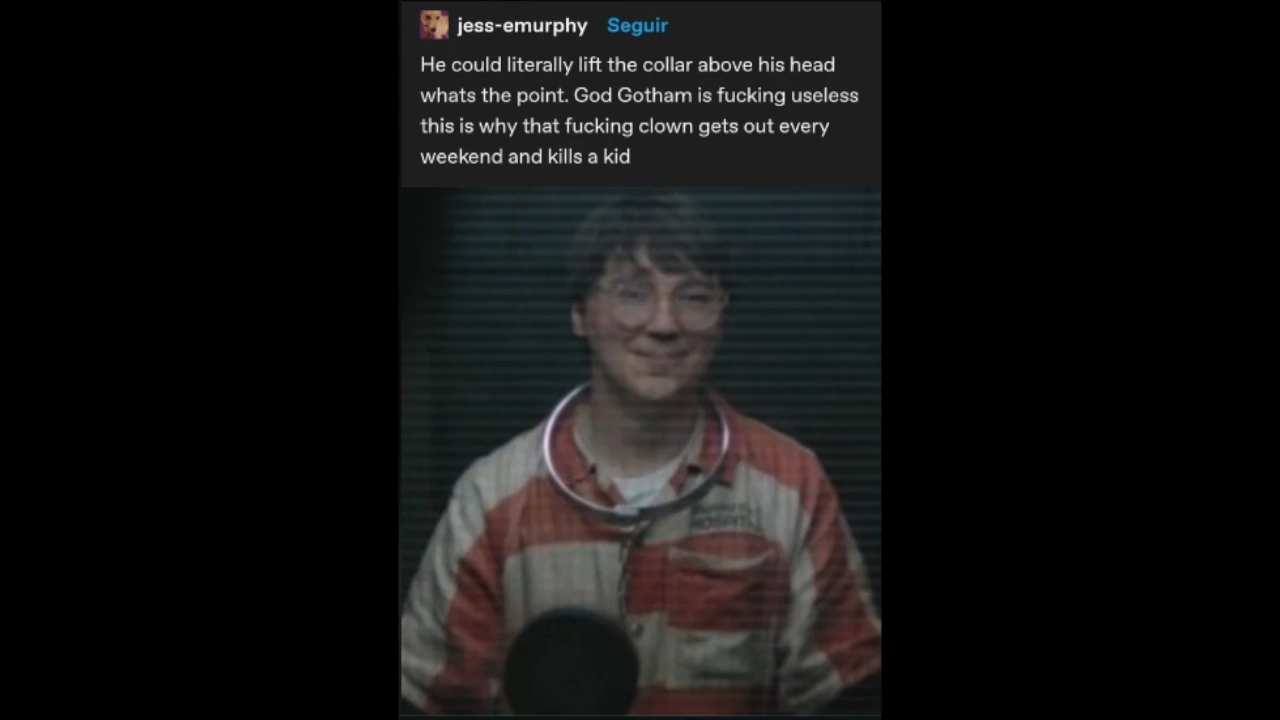 jess-emurphy Seguir
He could literally lift the collar above his head
whats the point. God Gotham is fucking useless
this is why that fucking clown gets out every
weekend and kills a kid
HOSPITAL